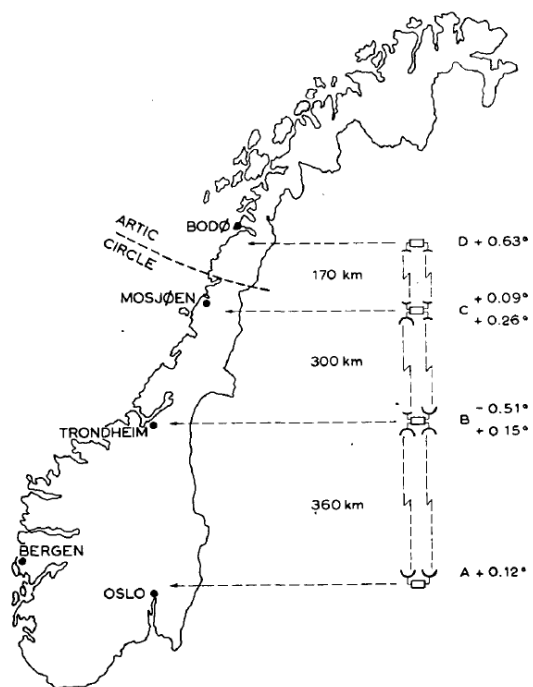 BODØ
D + 0.63°
ARTIC
CIRCLE
170 km
MOSJØEN
+ 0.09°
C
+ 0.26°
300 km
− 0.51°
B
+ 0.15°
TRONDHEIM
360 km
BERGEN
A + 0.12°
OSLO